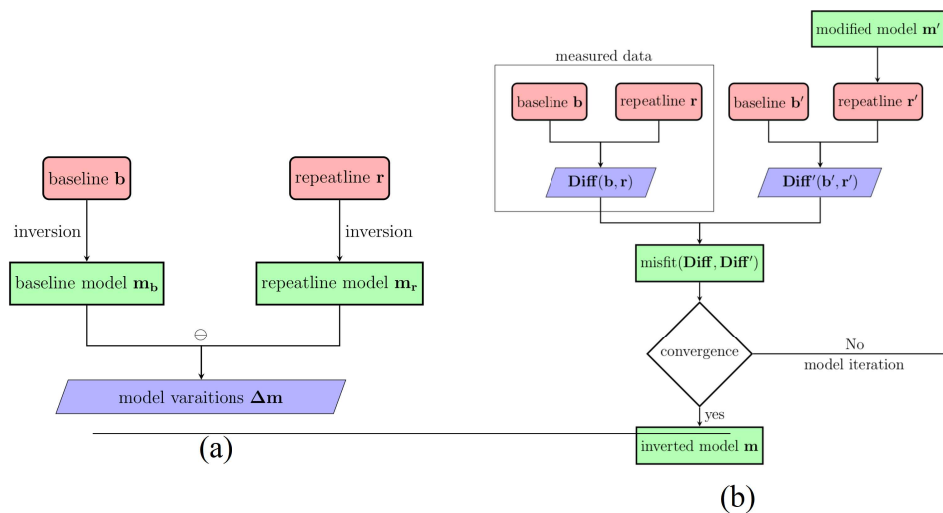 baseline b
repeatline r
inversion
inversion
baseline model m_b
repeatline model m_r
⊖
model varaitions Δm
(a)
modified model m′
measured data
baseline b
repeatline r
baseline b′
repeatline r′
Diff(b, r)
Diff′(b′, r′)
misfit(Diff, Diff′)
convergence
No
model iteration
yes
inverted model m
(b)